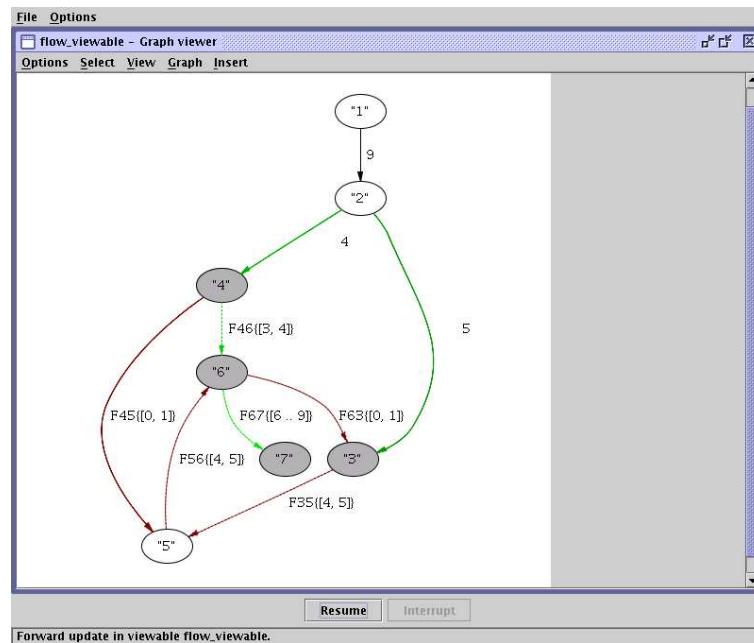 File Options
flow_viewable - Graph viewer
Options Select View Graph Insert
"1"
9
"2"
4
"4"
5
F46{[3, 4]}
"6"
F45{[0, 1]}
F67{[6 .. 9]}
F63{[0, 1]}
F56{[4, 5]}
"7"
"3"
F35{[4, 5]}
"5"
Resume Interrupt
Forward update in viewable flow_viewable.